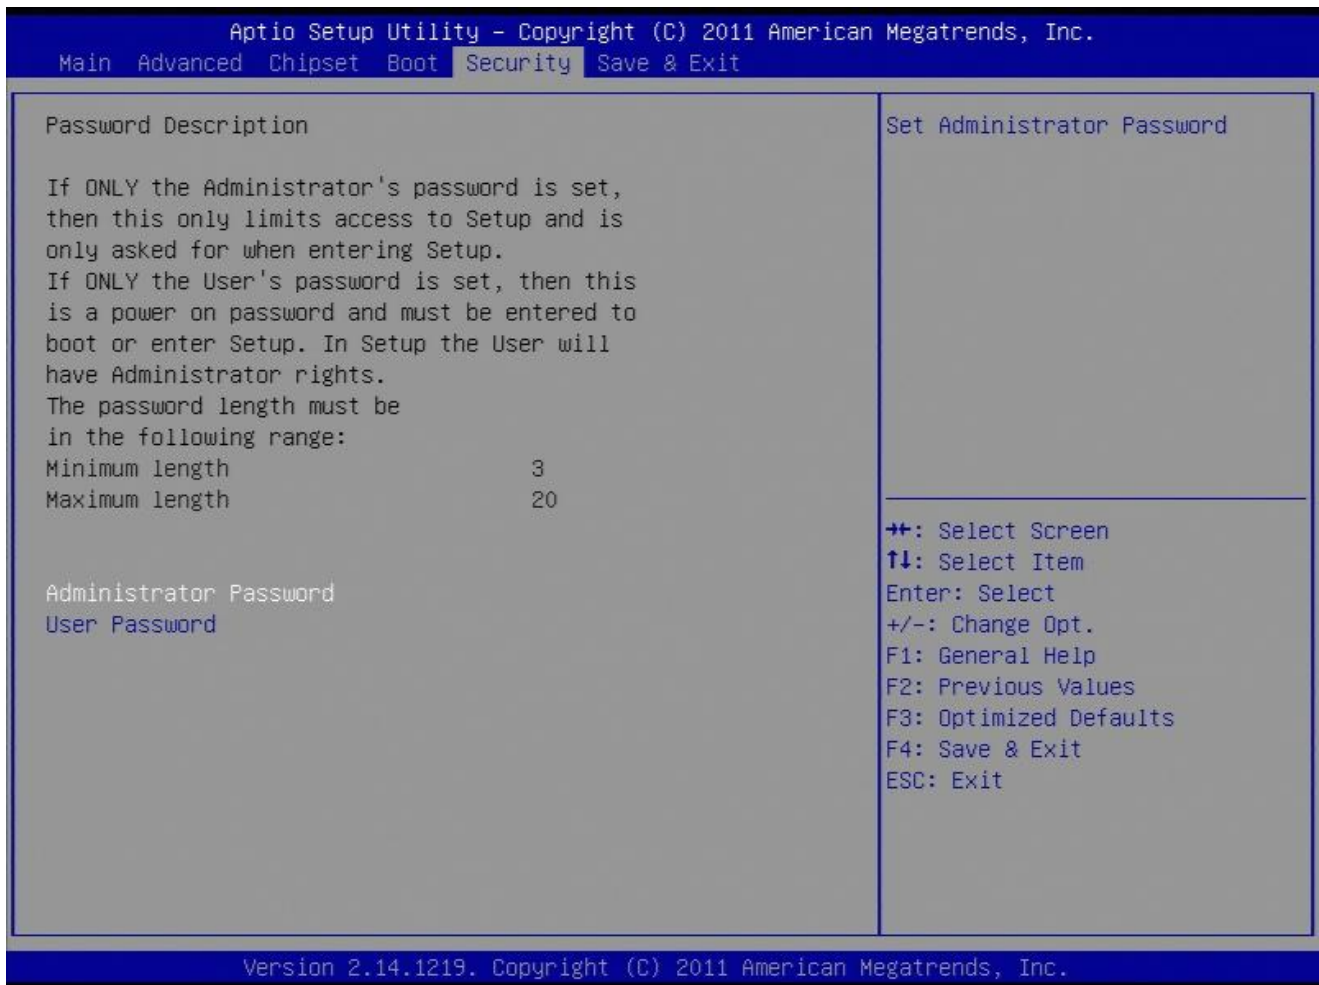 Aptio Setup Utility – Copyright (C) 2011 American Megatrends, Inc.
Main Advanced Chipset Boot Security Save & Exit
Password Description
If ONLY the Administrator's password is set,
then this only limits access to Setup and is
only asked for when entering Setup.
If ONLY the User's password is set, then this
is a power on password and must be entered to
boot or enter Setup. In Setup the User will
have Administrator rights.
The password length must be
in the following range:
Minimum length 3
Maximum length 20
Administrator Password
User Password
Set Administrator Password
→←: Select Screen
↑↓: Select Item
Enter: Select
+/-: Change Opt.
F1: General Help
F2: Previous Values
F3: Optimized Defaults
F4: Save & Exit
ESC: Exit
Version 2.14.1219. Copyright (C) 2011 American Megatrends, Inc.